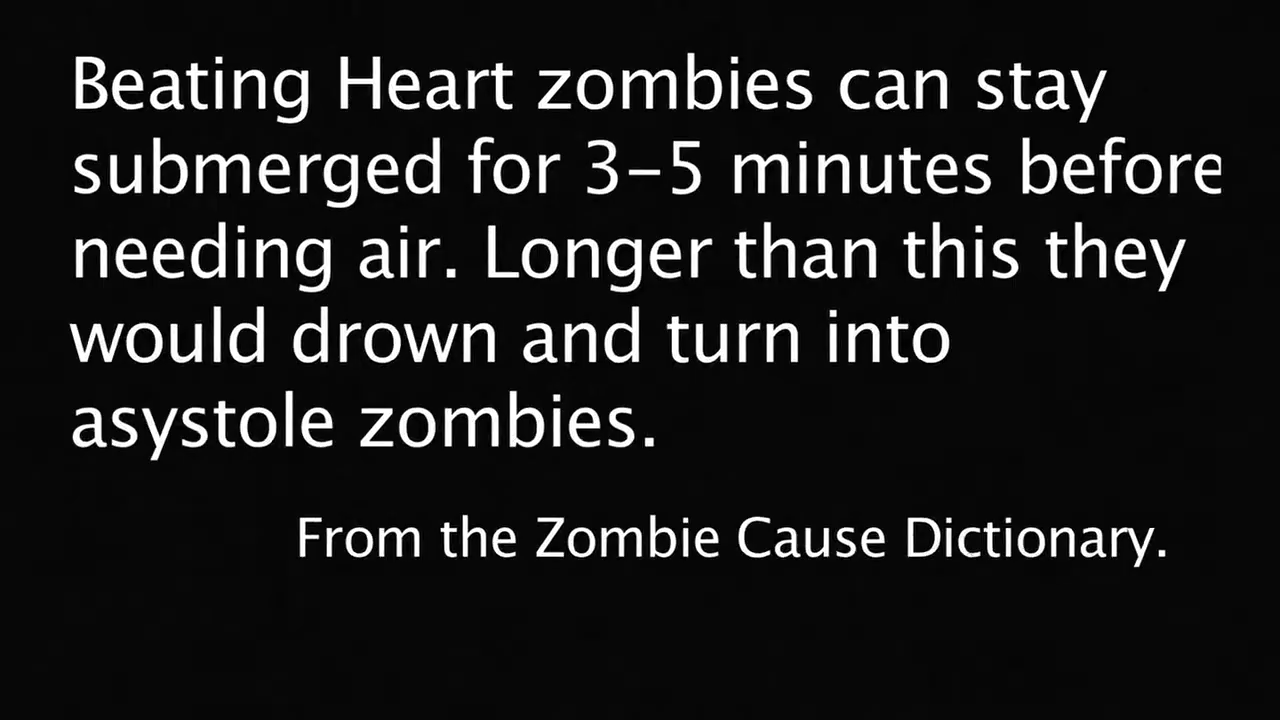 Beating Heart zombies can stay
submerged for 3-5 minutes before
needing air. Longer than this they
would drown and turn into
asystole zombies.
From the Zombie Cause Dictionary.